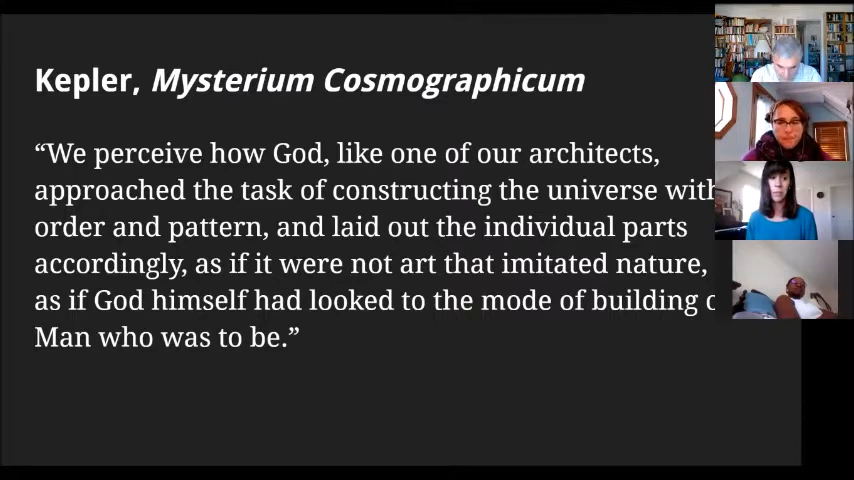 Kepler, Mysterium Cosmographicum
“We perceive how God, like one of our architects,
approached the task of constructing the universe with
order and pattern, and laid out the individual parts
accordingly, as if it were not art that imitated nature,
as if God himself had looked to the mode of building
Man who was to be.”